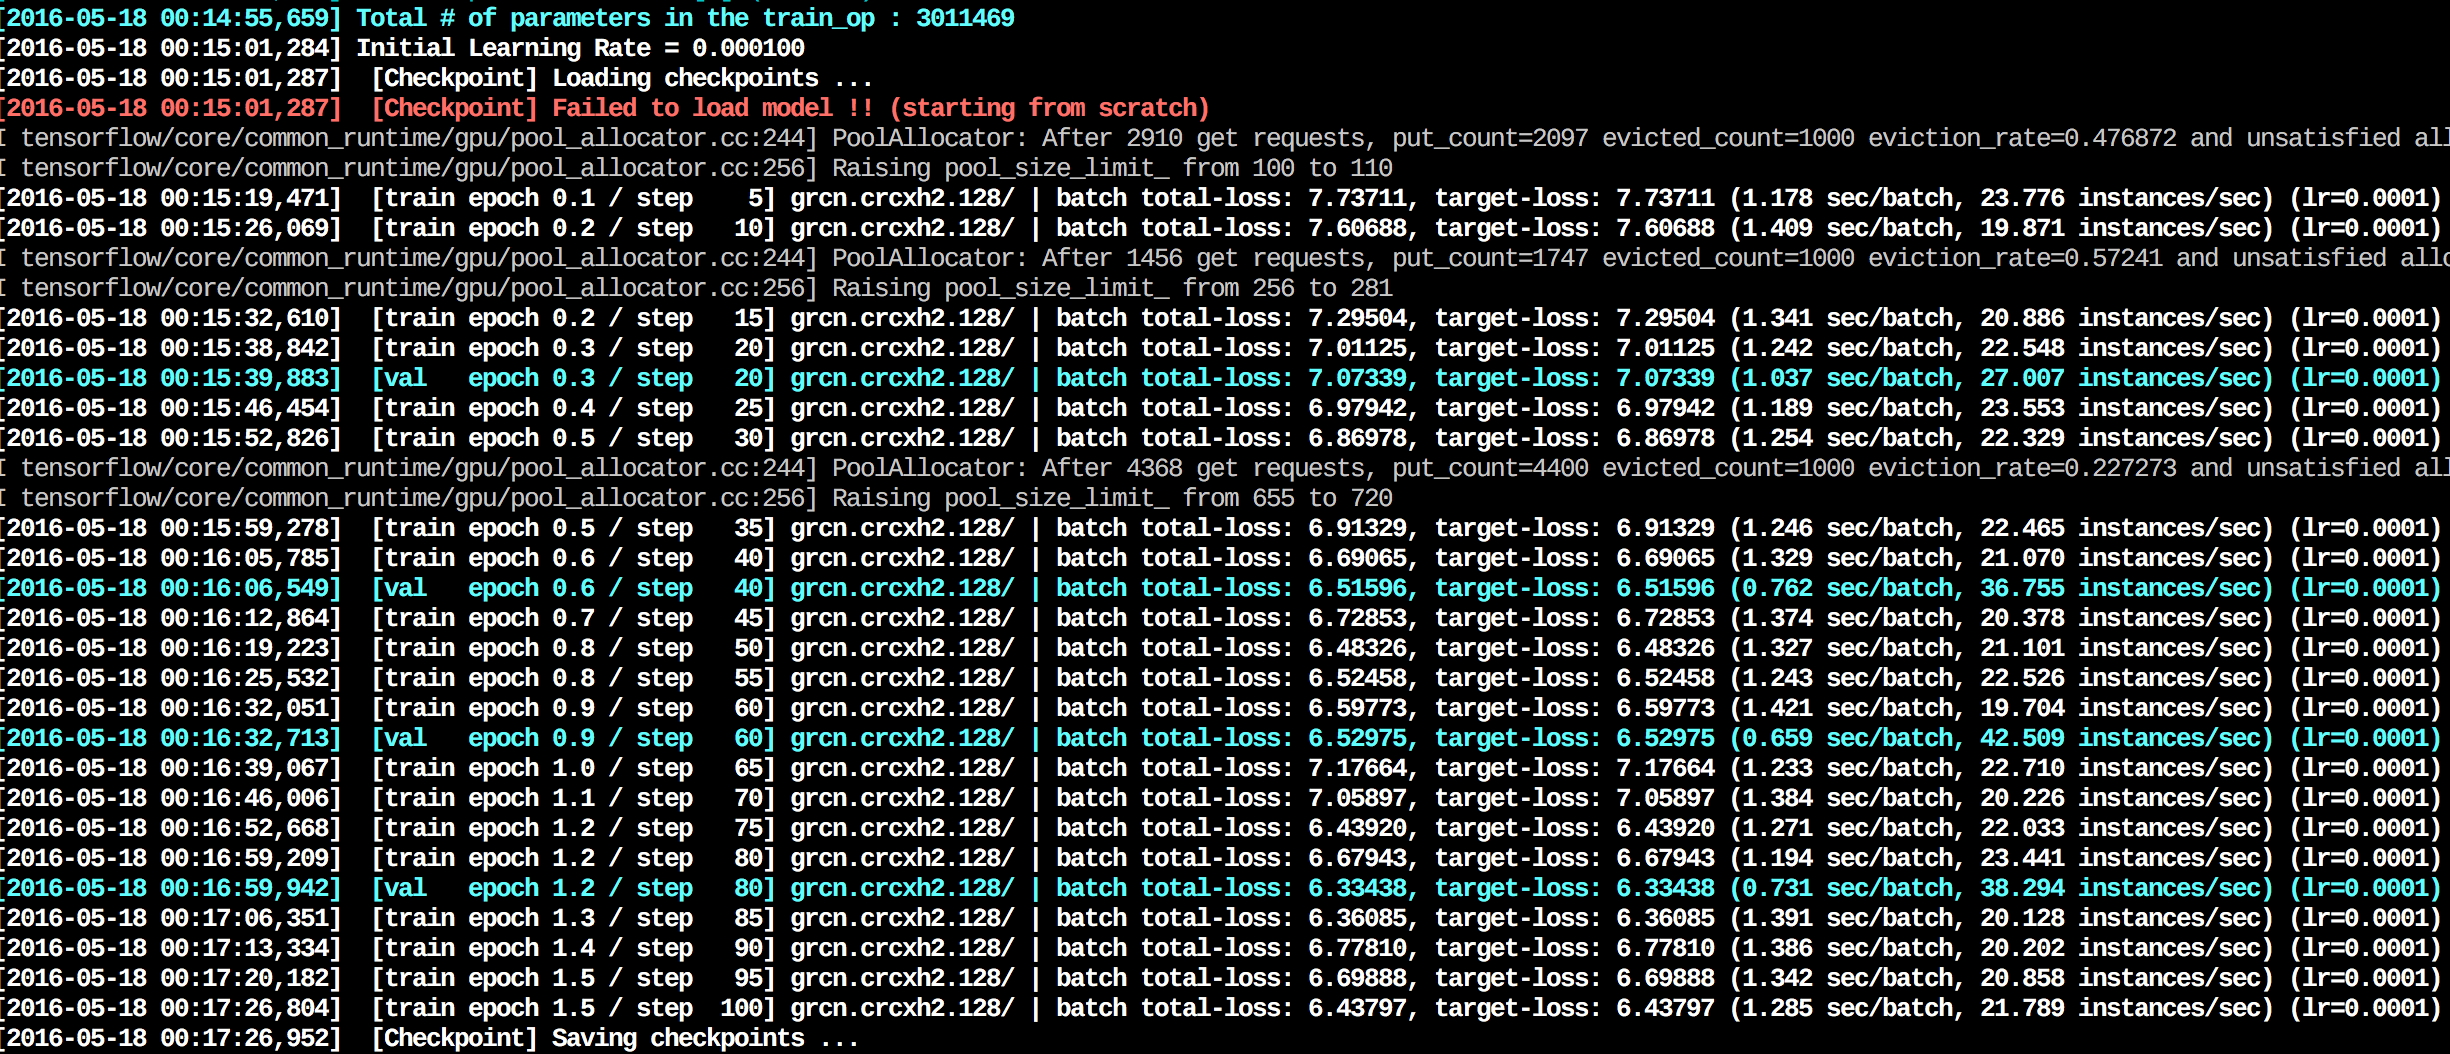 [2016-05-18 00:14:55,659] Total # of parameters in the train_op : 3011469
[2016-05-18 00:15:01,284] Initial Learning Rate = 0.000100
[2016-05-18 00:15:01,287]  [Checkpoint] Loading checkpoints ...
[2016-05-18 00:15:01,287]  [Checkpoint] Failed to load model !! (starting from scratch)
I tensorflow/core/common_runtime/gpu/pool_allocator.cc:244] PoolAllocator: After 2910 get requests, put_count=2097 evicted_count=1000 eviction_rate=0.476872 and unsatisfied all
I tensorflow/core/common_runtime/gpu/pool_allocator.cc:256] Raising pool_size_limit_ from 100 to 110
[2016-05-18 00:15:19,471]  [train epoch 0.1 / step    5] grcn.crcxh2.128/ | batch total-loss: 7.73711, target-loss: 7.73711 (1.178 sec/batch, 23.776 instances/sec) (lr=0.0001)
[2016-05-18 00:15:26,069]  [train epoch 0.2 / step   10] grcn.crcxh2.128/ | batch total-loss: 7.60688, target-loss: 7.60688 (1.409 sec/batch, 19.871 instances/sec) (lr=0.0001)
I tensorflow/core/common_runtime/gpu/pool_allocator.cc:244] PoolAllocator: After 1456 get requests, put_count=1747 evicted_count=1000 eviction_rate=0.57241 and unsatisfied allo
I tensorflow/core/common_runtime/gpu/pool_allocator.cc:256] Raising pool_size_limit_ from 256 to 281
[2016-05-18 00:15:32,610]  [train epoch 0.2 / step   15] grcn.crcxh2.128/ | batch total-loss: 7.29504, target-loss: 7.29504 (1.341 sec/batch, 20.886 instances/sec) (lr=0.0001)
[2016-05-18 00:15:38,842]  [train epoch 0.3 / step   20] grcn.crcxh2.128/ | batch total-loss: 7.01125, target-loss: 7.01125 (1.242 sec/batch, 22.548 instances/sec) (lr=0.0001)
[2016-05-18 00:15:39,883]  [val   epoch 0.3 / step   20] grcn.crcxh2.128/ | batch total-loss: 7.07339, target-loss: 7.07339 (1.037 sec/batch, 27.007 instances/sec) (lr=0.0001)
[2016-05-18 00:15:46,454]  [train epoch 0.4 / step   25] grcn.crcxh2.128/ | batch total-loss: 6.97942, target-loss: 6.97942 (1.189 sec/batch, 23.553 instances/sec) (lr=0.0001)
[2016-05-18 00:15:52,826]  [train epoch 0.5 / step   30] grcn.crcxh2.128/ | batch total-loss: 6.86978, target-loss: 6.86978 (1.254 sec/batch, 22.329 instances/sec) (lr=0.0001)
I tensorflow/core/common_runtime/gpu/pool_allocator.cc:244] PoolAllocator: After 4368 get requests, put_count=4400 evicted_count=1000 eviction_rate=0.227273 and unsatisfied all
I tensorflow/core/common_runtime/gpu/pool_allocator.cc:256] Raising pool_size_limit_ from 655 to 720
[2016-05-18 00:15:59,278]  [train epoch 0.5 / step   35] grcn.crcxh2.128/ | batch total-loss: 6.91329, target-loss: 6.91329 (1.246 sec/batch, 22.465 instances/sec) (lr=0.0001)
[2016-05-18 00:16:05,785]  [train epoch 0.6 / step   40] grcn.crcxh2.128/ | batch total-loss: 6.69065, target-loss: 6.69065 (1.329 sec/batch, 21.070 instances/sec) (lr=0.0001)
[2016-05-18 00:16:06,549]  [val   epoch 0.6 / step   40] grcn.crcxh2.128/ | batch total-loss: 6.51596, target-loss: 6.51596 (0.762 sec/batch, 36.755 instances/sec) (lr=0.0001)
[2016-05-18 00:16:12,864]  [train epoch 0.7 / step   45] grcn.crcxh2.128/ | batch total-loss: 6.72853, target-loss: 6.72853 (1.374 sec/batch, 20.378 instances/sec) (lr=0.0001)
[2016-05-18 00:16:19,223]  [train epoch 0.8 / step   50] grcn.crcxh2.128/ | batch total-loss: 6.48326, target-loss: 6.48326 (1.327 sec/batch, 21.101 instances/sec) (lr=0.0001)
[2016-05-18 00:16:25,532]  [train epoch 0.8 / step   55] grcn.crcxh2.128/ | batch total-loss: 6.52458, target-loss: 6.52458 (1.243 sec/batch, 22.526 instances/sec) (lr=0.0001)
[2016-05-18 00:16:32,051]  [train epoch 0.9 / step   60] grcn.crcxh2.128/ | batch total-loss: 6.59773, target-loss: 6.59773 (1.421 sec/batch, 19.704 instances/sec) (lr=0.0001)
[2016-05-18 00:16:32,713]  [val   epoch 0.9 / step   60] grcn.crcxh2.128/ | batch total-loss: 6.52975, target-loss: 6.52975 (0.659 sec/batch, 42.509 instances/sec) (lr=0.0001)
[2016-05-18 00:16:39,067]  [train epoch 1.0 / step   65] grcn.crcxh2.128/ | batch total-loss: 7.17664, target-loss: 7.17664 (1.233 sec/batch, 22.710 instances/sec) (lr=0.0001)
[2016-05-18 00:16:46,006]  [train epoch 1.1 / step   70] grcn.crcxh2.128/ | batch total-loss: 7.05897, target-loss: 7.05897 (1.384 sec/batch, 20.226 instances/sec) (lr=0.0001)
[2016-05-18 00:16:52,668]  [train epoch 1.2 / step   75] grcn.crcxh2.128/ | batch total-loss: 6.43920, target-loss: 6.43920 (1.271 sec/batch, 22.033 instances/sec) (lr=0.0001)
[2016-05-18 00:16:59,209]  [train epoch 1.2 / step   80] grcn.crcxh2.128/ | batch total-loss: 6.67943, target-loss: 6.67943 (1.194 sec/batch, 23.441 instances/sec) (lr=0.0001)
[2016-05-18 00:16:59,942]  [val   epoch 1.2 / step   80] grcn.crcxh2.128/ | batch total-loss: 6.33438, target-loss: 6.33438 (0.731 sec/batch, 38.294 instances/sec) (lr=0.0001)
[2016-05-18 00:17:06,351]  [train epoch 1.3 / step   85] grcn.crcxh2.128/ | batch total-loss: 6.36085, target-loss: 6.36085 (1.391 sec/batch, 20.128 instances/sec) (lr=0.0001)
[2016-05-18 00:17:13,334]  [train epoch 1.4 / step   90] grcn.crcxh2.128/ | batch total-loss: 6.77810, target-loss: 6.77810 (1.386 sec/batch, 20.202 instances/sec) (lr=0.0001)
[2016-05-18 00:17:20,182]  [train epoch 1.5 / step   95] grcn.crcxh2.128/ | batch total-loss: 6.69888, target-loss: 6.69888 (1.342 sec/batch, 20.858 instances/sec) (lr=0.0001)
[2016-05-18 00:17:26,804]  [train epoch 1.5 / step  100] grcn.crcxh2.128/ | batch total-loss: 6.43797, target-loss: 6.43797 (1.285 sec/batch, 21.789 instances/sec) (lr=0.0001)
[2016-05-18 00:17:26,952]  [Checkpoint] Saving checkpoints ...